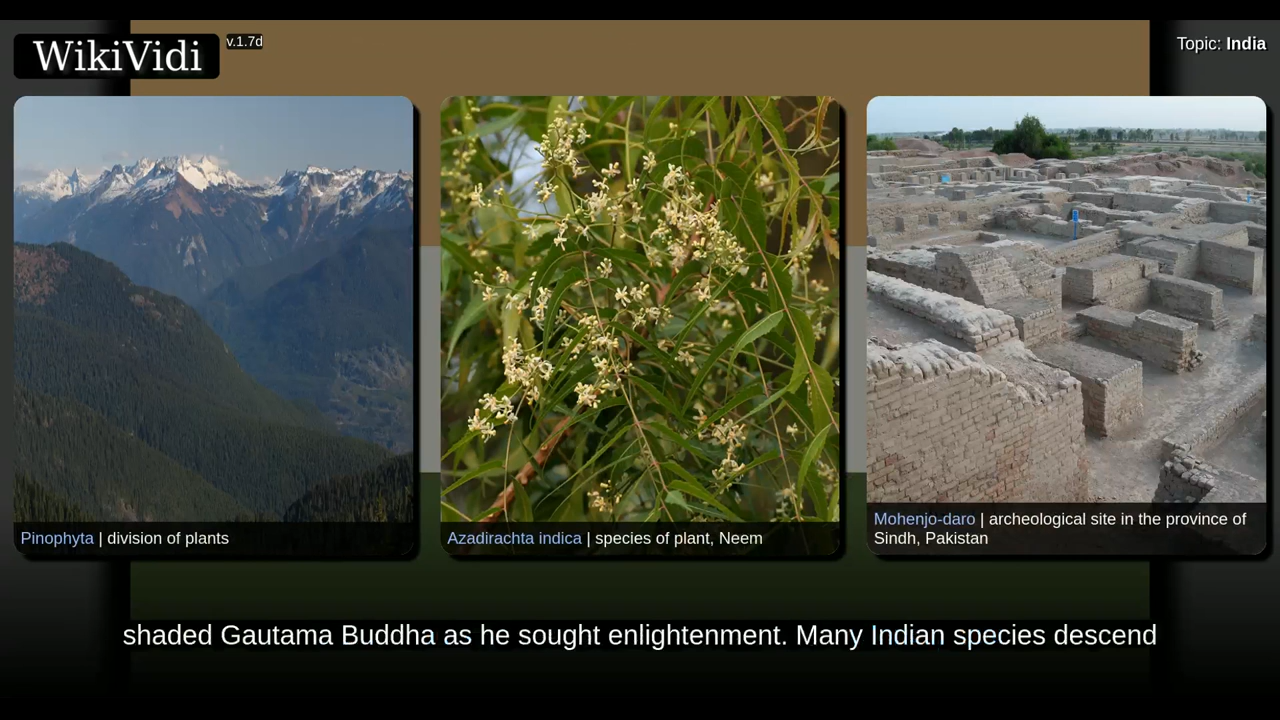 WikiVidi
v.1.7d
Topic: India
Pinophyta | division of plants
Azadirachta indica | species of plant, Neem
Mohenjo-daro | archeological site in the province of
Sindh, Pakistan
shaded Gautama Buddha as he sought enlightenment. Many Indian species descend